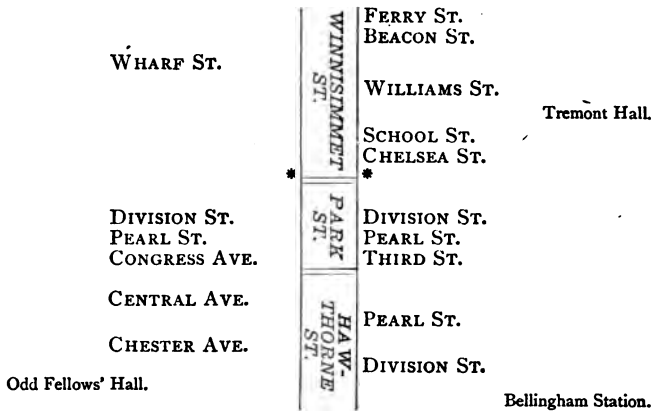 FERRY ST.
BEACON ST.
WHARF ST.
WINNISIMMET
ST.
WILLIAMS ST.
Tremont Hall.
SCHOOL ST.
CHELSEA ST.
* *
DIVISION ST. DIVISION ST.
PARK
ST.
PEARL ST. PEARL ST.
CONGRESS AVE. THIRD ST.
CENTRAL AVE.
HAW-
THORNE
ST.
PEARL ST.
CHESTER AVE.
DIVISION ST.
Odd Fellows' Hall.
Bellingham Station.